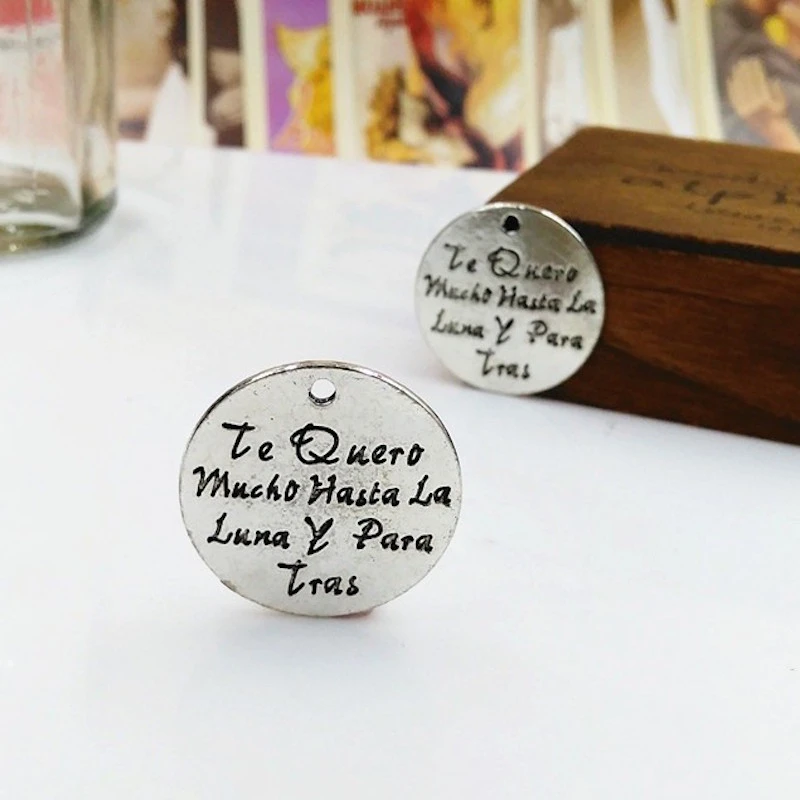 Te Quero
Mucho Hasta La
Luna Y Para
Tras
Te Quero
Mucho Hasta La
Luna Y Para
Tras